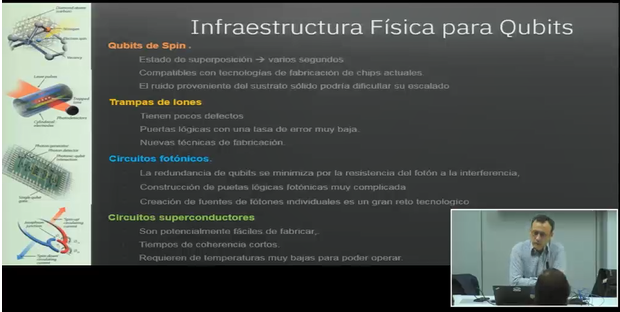 Infraestructura Física para Qubits
Qubits de Spin .
Estado de superposición → varios segundos
Compatibles con tecnologías de fabricación de chips actuales.
El ruido proveniente del sustrato sólido podría dificultar su escalado
Trampas de Iones
Tienen pocos defectos
Puertas lógicas con una tasa de error muy baja.
Nuevas técnicas de fabricación.
Circuitos fotónicos.
La redundancia de qubits se minimiza por la resistencia del fotón a la interferencia,
Construcción de puetas lógicas fotónicas muy complicada
Creación de fuentes de fótones individuales es un gran reto tecnologico
Circuitos superconductores
Son potencialmente fáciles de fabricar,.
Tiempos de coherencia cortos.
Requieren de temperaturas muy bajas para poder operar.